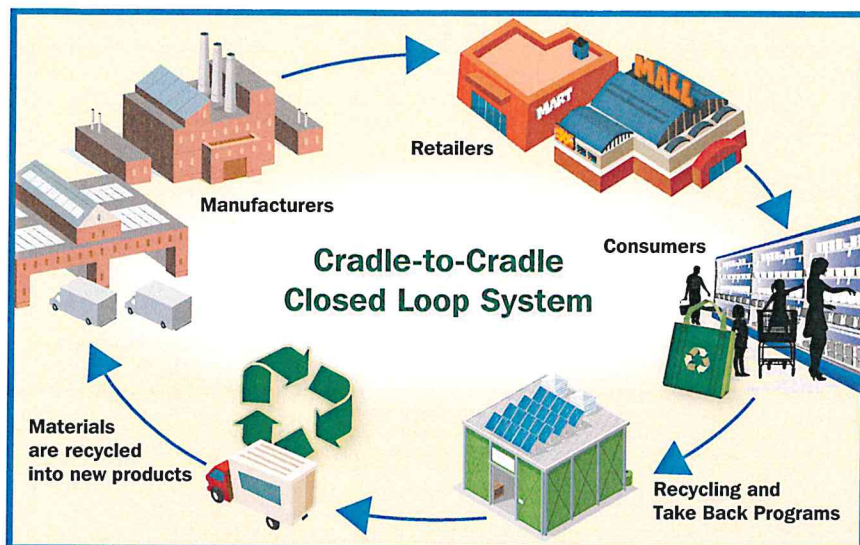 MART
MALL
Retailers
Manufacturers
Consumers
Cradle-to-Cradle
Closed Loop System
Materials
are recycled
into new products
Recycling and
Take Back Programs